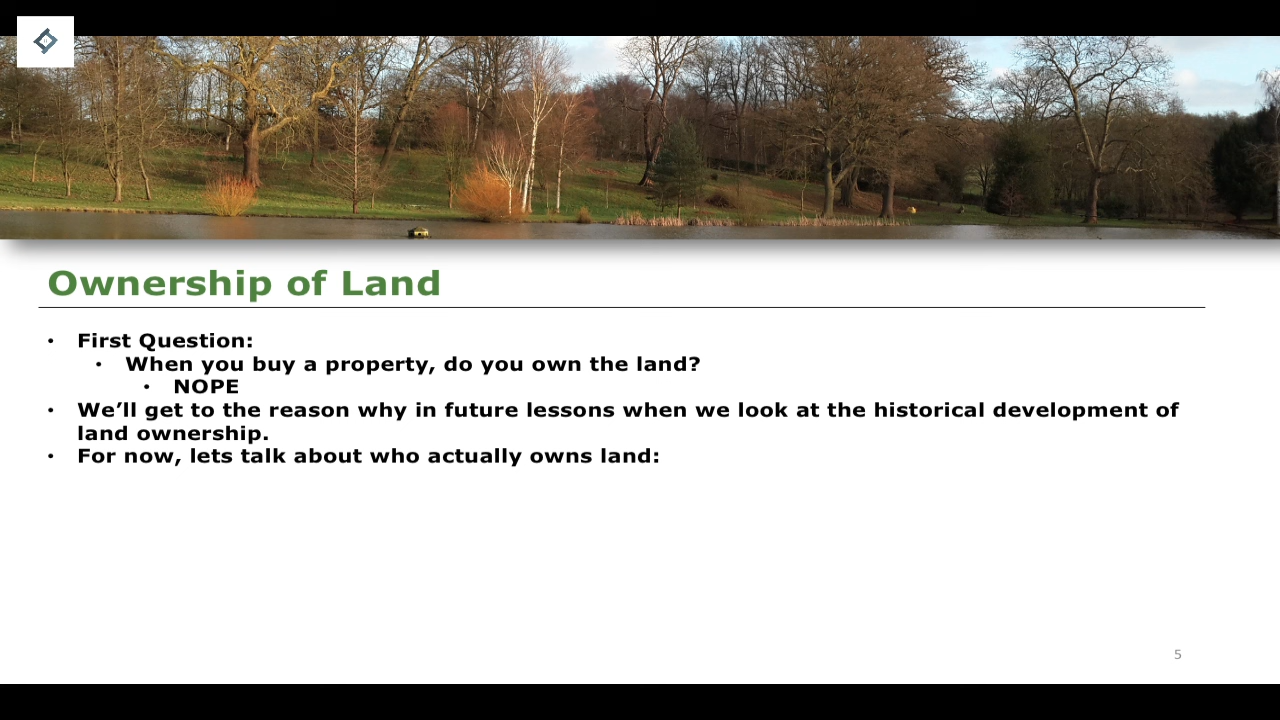 Ownership of Land
• First Question:
• When you buy a property, do you own the land?
• NOPE
• We’ll get to the reason why in future lessons when we look at the historical development of
land ownership.
• For now, lets talk about who actually owns land:
5